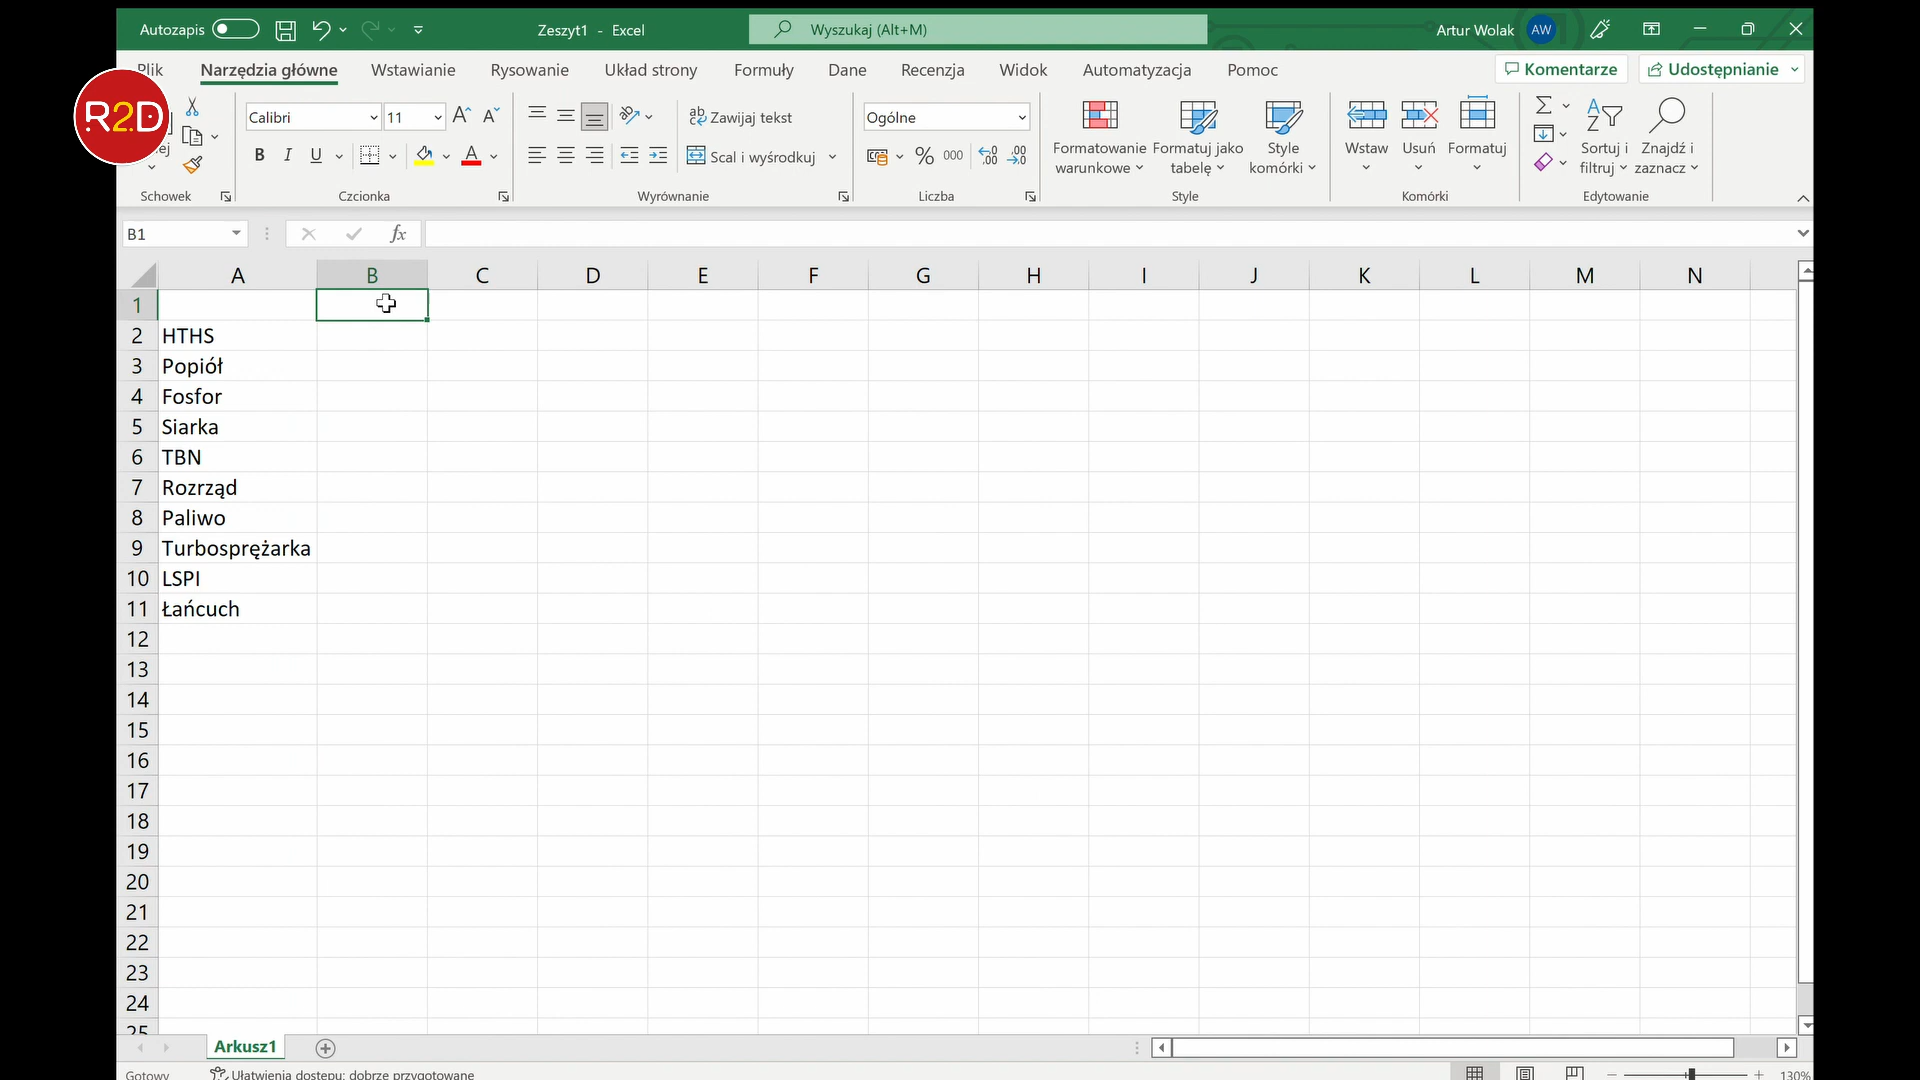 Autozapis
Zeszyt1 - Excel
Wyszukaj (Alt+M)
Artur Wolak
AW
Plik
Narzędzia główne
Wstawianie
Rysowanie
Układ strony
Formuły
Dane
Recenzja
Widok
Automatyzacja
Pomoc
Komentarze
Udostępnianie
R2D
Calibri
11
Zawijaj tekst
Ogólne
Formatowanie warunkowe
Formatuj jako tabelę
Style komórki
Wstaw
Usuń
Formatuj
Sortuj i filtruj
Znajdź i zaznacz
B I U
Scal i wyśrodkuj
% 000
Schowek
Czcionka
Wyrównanie
Liczba
Style
Komórki
Edytowanie
B1
fx
A B C D E F G H I J K L M N
1
2 HTHS
3 Popiół
4 Fosfor
5 Siarka
6 TBN
7 Rozrząd
8 Paliwo
9 Turbosprężarka
10 LSPI
11 Łańcuch
12
13
14
15
16
17
18
19
20
21
22
23
24
25
Arkusz1
Gotowy
Ułatwienia dostępu: dobrze przygotowane
130%